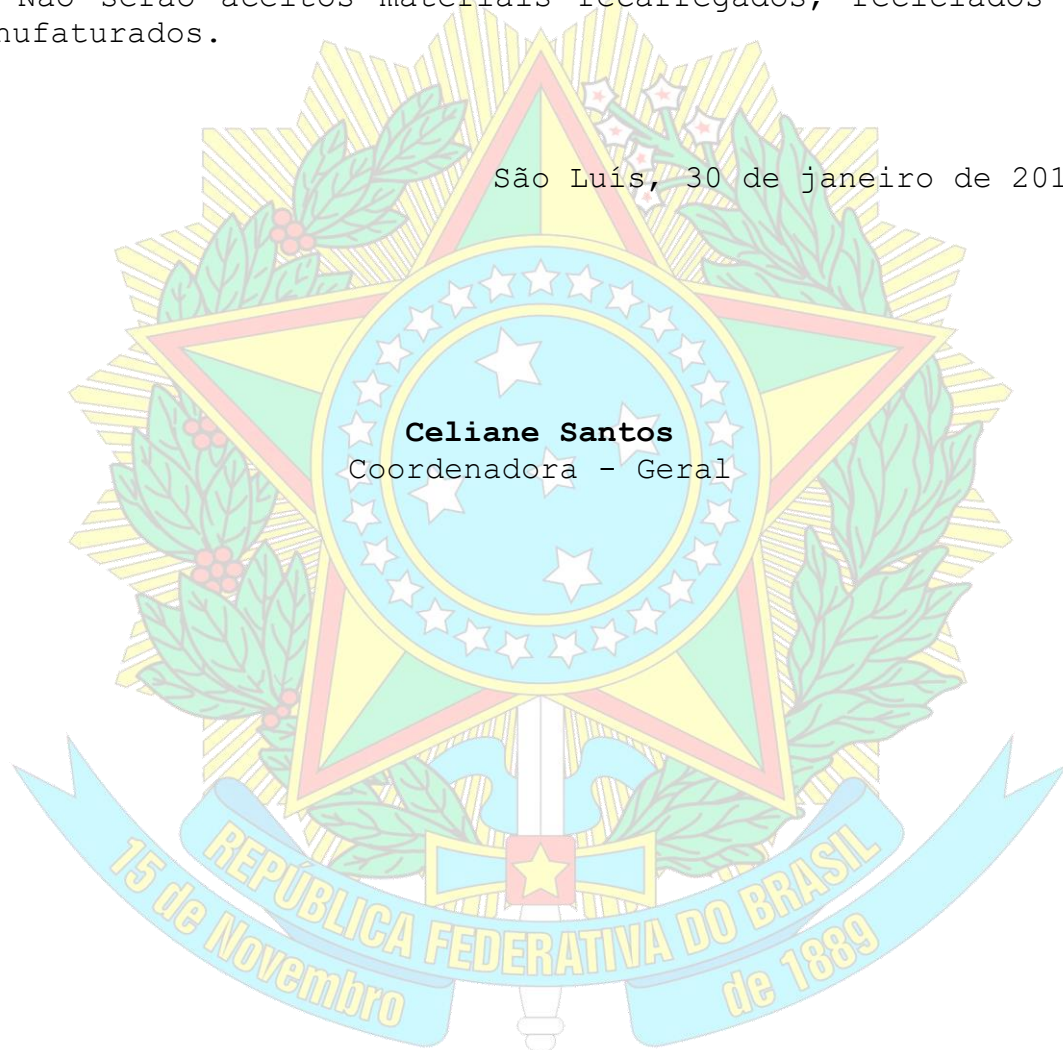 Não serão aceitos materiais recarregados, reciclados
nufaturados.
São Luís, 30 de janeiro de 201
Celiane Santos
Coordenadora - Geral
REPÚBLICA FEDERATIVA DO BRASIL
15 de Novembro
de 1889